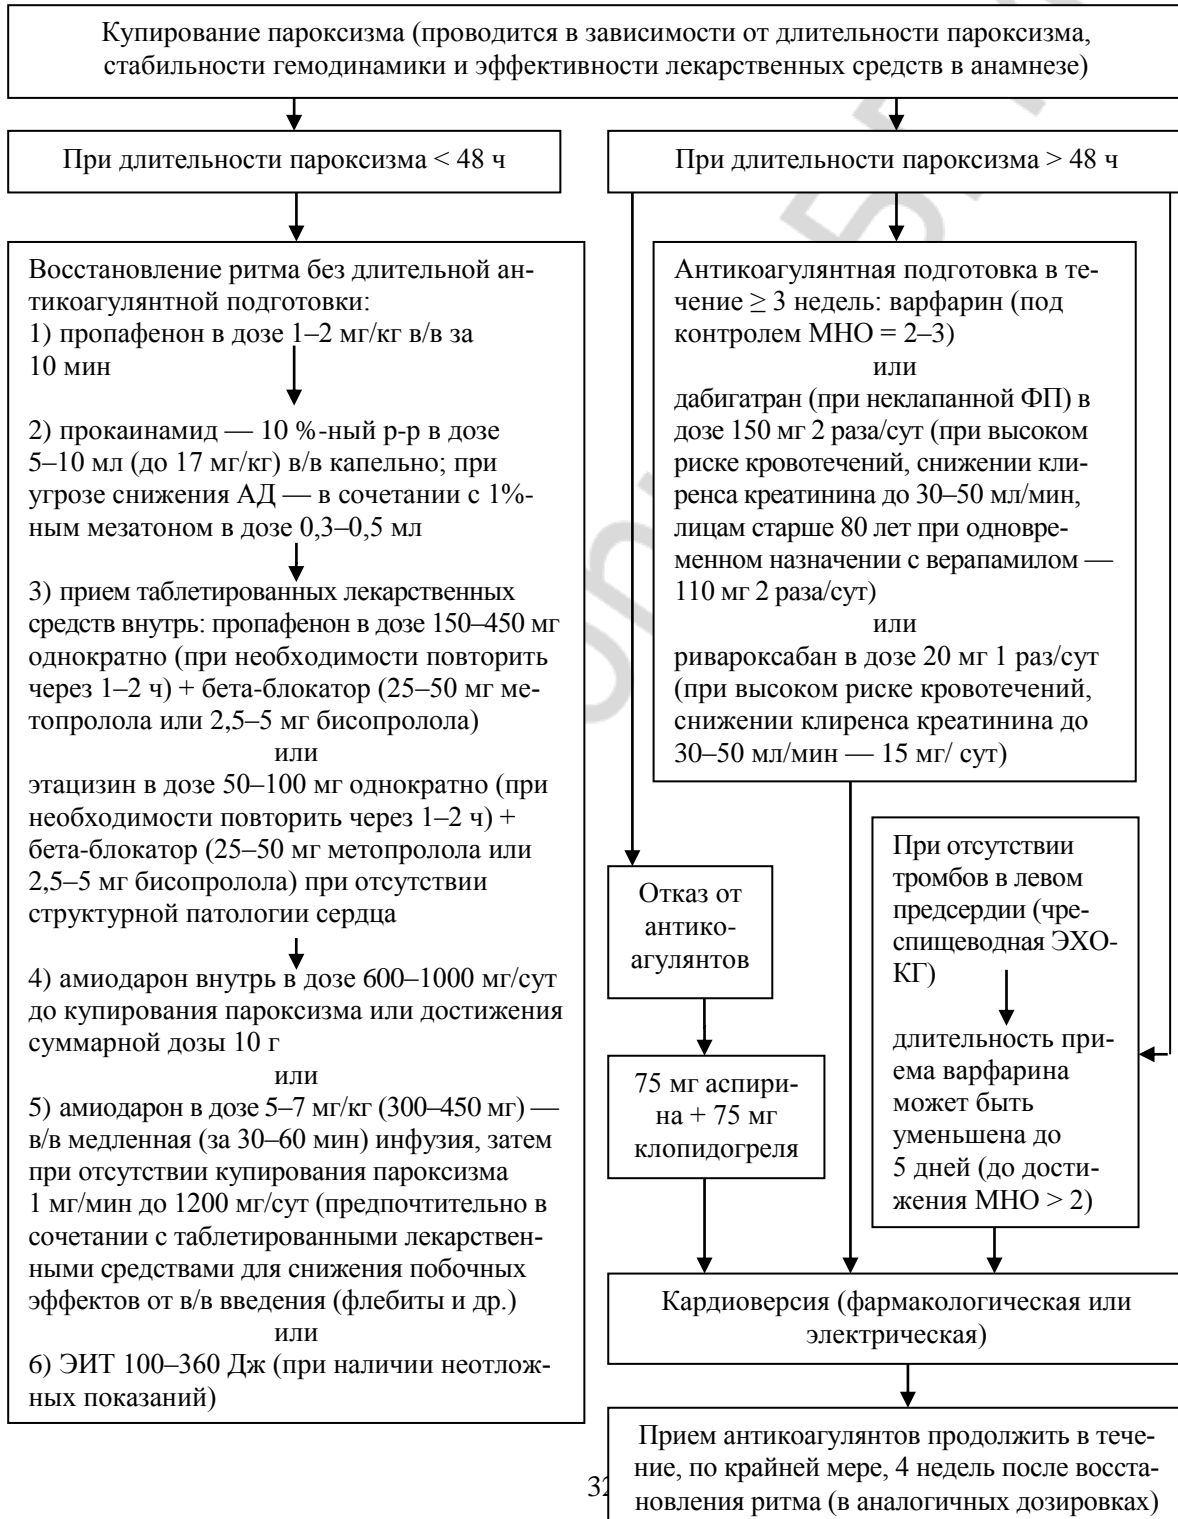 Купирование пароксизма (проводится в зависимости от длительности пароксизма,
стабильности гемодинамики и эффективности лекарственных средств в анамнезе)
При длительности пароксизма < 48 ч
При длительности пароксизма > 48 ч
Восстановление ритма без длительной ан-
тикоагулянтной подготовки:
1) пропафенон в дозе 1–2 мг/кг в/в за
10 мин
2) прокаинамид — 10 %-ный р-р в дозе
5–10 мл (до 17 мг/кг) в/в капельно; при
угрозе снижения АД — в сочетании с 1%-
ным мезатоном в дозе 0,3–0,5 мл
3) прием таблетированных лекарственных
средств внутрь: пропафенон в дозе 150–450 мг
однократно (при необходимости повторить
через 1–2 ч) + бета-блокатор (25–50 мг ме-
топролола или 2,5–5 мг бисопролола)
или
этацизин в дозе 50–100 мг однократно (при
необходимости повторить через 1–2 ч) +
бета-блокатор (25–50 мг метопролола или
2,5–5 мг бисопролола) при отсутствии
структурной патологии сердца
4) амиодарон внутрь в дозе 600–1000 мг/сут
до купирования пароксизма или достижения
суммарной дозы 10 г
или
5) амиодарон в дозе 5–7 мг/кг (300–450 мг) —
в/в медленная (за 30–60 мин) инфузия, затем
при отсутствии купирования пароксизма
1 мг/мин до 1200 мг/сут (предпочтительно в
сочетании с таблетированными лекарствен-
ными средствами для снижения побочных
эффектов от в/в введения (флебиты и др.)
или
6) ЭИТ 100–360 Дж (при наличии неотлож-
ных показаний)
Антикоагулянтная подготовка в те-
чение ≥ 3 недель: варфарин (под
контролем МНО = 2–3)
или
дабигатран (при неклапанной ФП) в
дозе 150 мг 2 раза/сут (при высоком
риске кровотечений, снижении кли-
ренса креатинина до 30–50 мл/мин,
лицам старше 80 лет при одновре-
менном назначении с верапамилом —
110 мг 2 раза/сут)
или
ривароксабан в дозе 20 мг 1 раз/сут
(при высоком риске кровотечений,
снижении клиренса креатинина до
30–50 мл/мин — 15 мг/ сут)
Отказ от
антико-
агулянтов
75 мг аспири-
на + 75 мг
клопидогреля
При отсутствии
тромбов в левом
предсердии (чре-
спищеводная ЭХО-
КГ)
длительность при-
ема варфарина
может быть
уменьшена до
5 дней (до дости-
жения МНО > 2)
Кардиоверсия (фармакологическая или
электрическая)
Прием антикоагулянтов продолжить в тече-
ние, по крайней мере, 4 недель после восста-
новления ритма (в аналогичных дозировках)
32